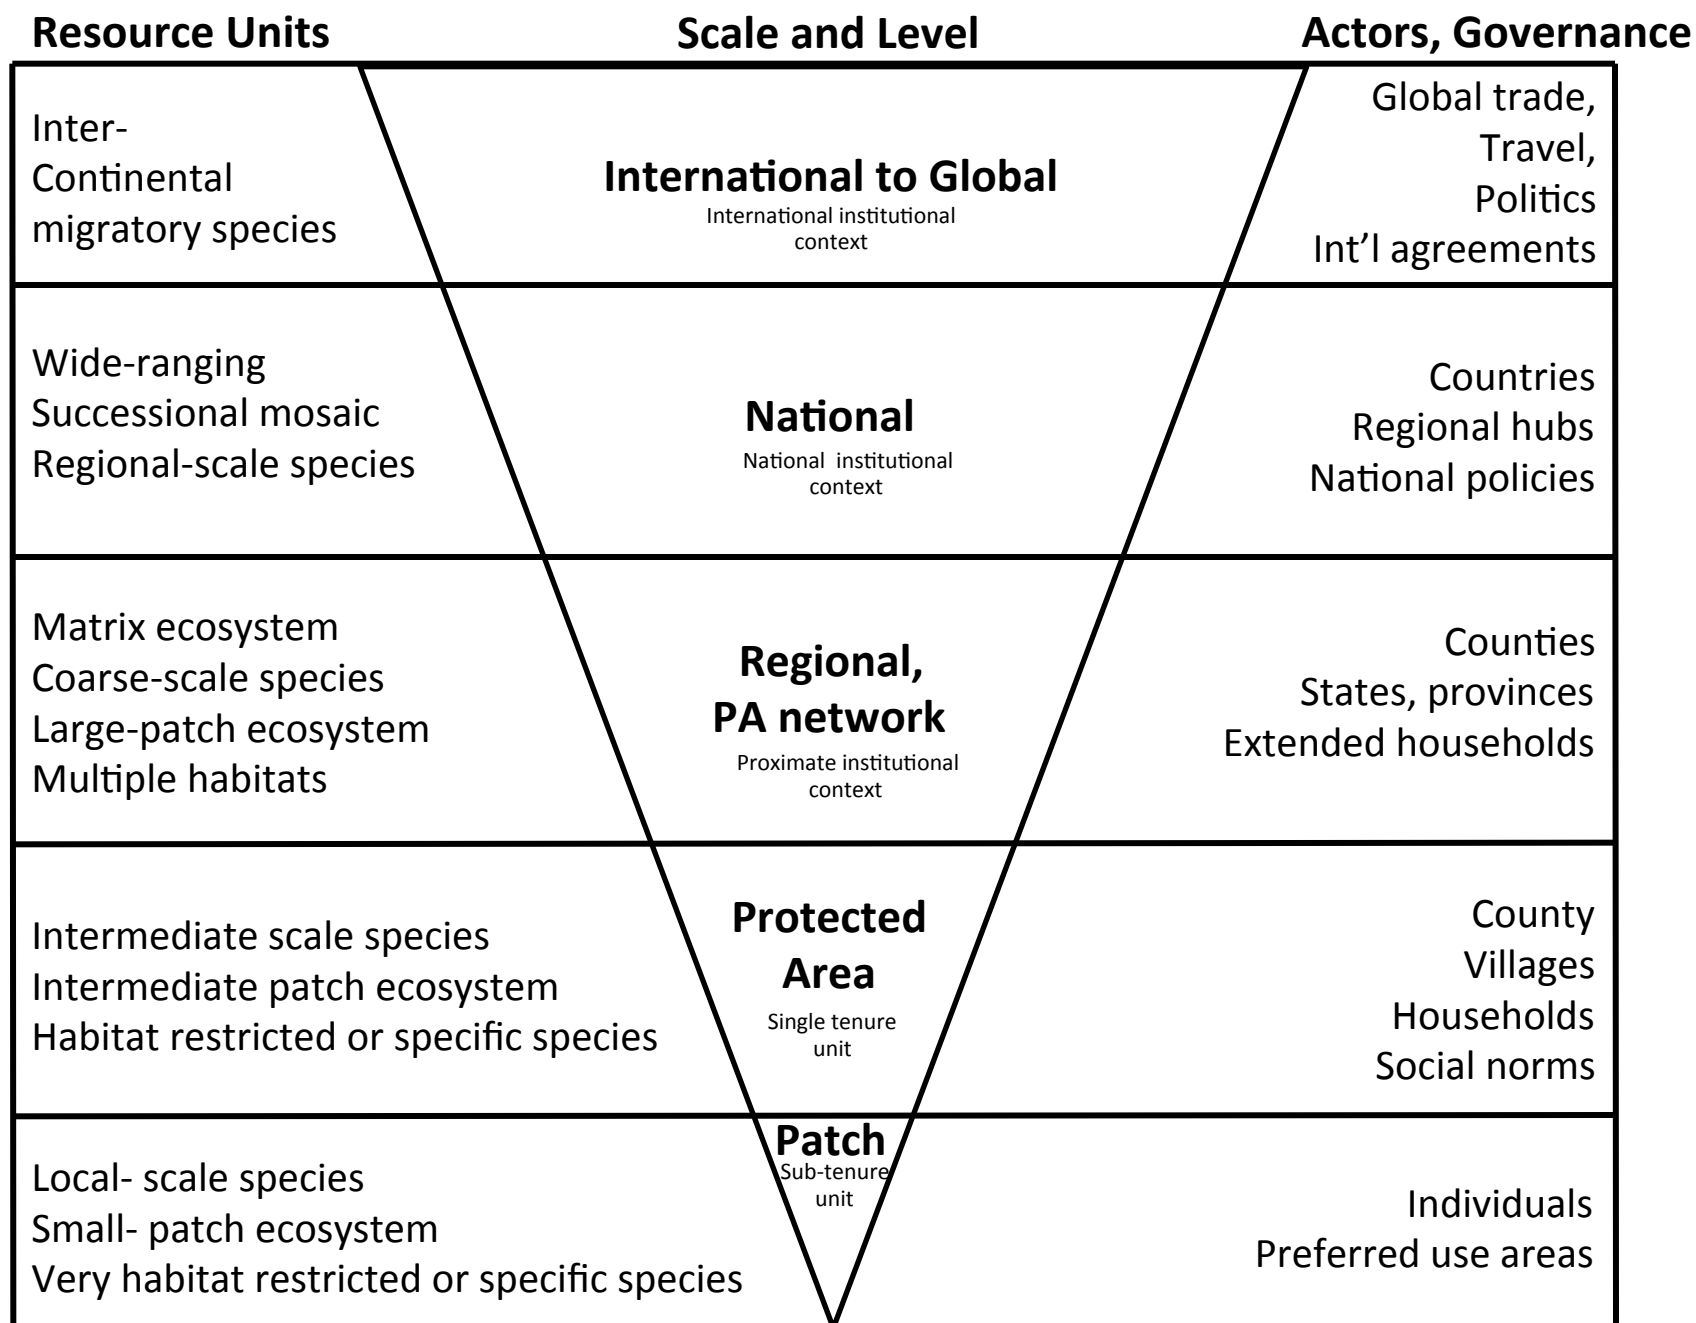 Resource Units
Scale and Level
Actors, Governance
Inter-
Continental
migratory species
International to Global
International institutional
context
Global trade,
Travel,
Politics
Int’l agreements
Wide-ranging
Successional mosaic
Regional-scale species
National
National  institutional
context
Countries
Regional hubs
National policies
Matrix ecosystem
Coarse-scale species
Large-patch ecosystem
Multiple habitats
Regional,
PA network
Proximate institutional
context
Counties
States, provinces
Extended households
Intermediate scale species
Intermediate patch ecosystem
Habitat restricted or specific species
Protected
Area
Single tenure
unit
County
Villages
Households
Social norms
Local- scale species
Small- patch ecosystem
Very habitat restricted or specific species
Patch
Sub-tenure
unit
Individuals
Preferred use areas